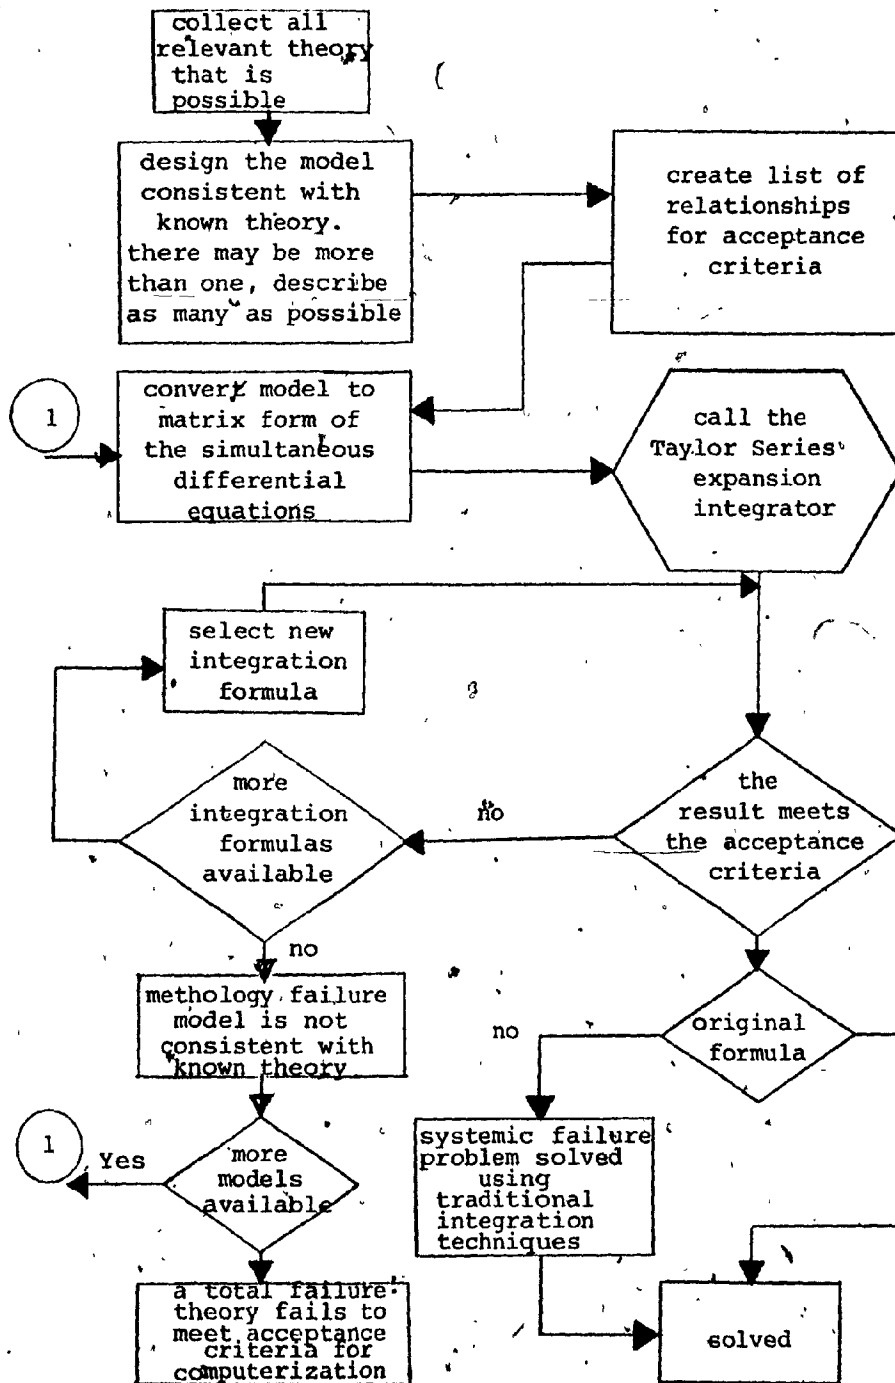 collect all
relevant theory
that is
possible
design the model
consistent with
known theory.
there may be more
than one, describe
as many as possible
create list of
relationships
for acceptance
criteria
1
convert model to
matrix form of
the simultaneous
differential
equations
call the
Taylor Series
expansion
integrator
select new
integration
formula
more
integration
formulas
available
no
the
result meets
the acceptance
criteria
no
methology failure
model is not
consistent with
known theory
no
original
formula
1
Yes
more
models
available
systemic failure
problem solved
using
traditional
integration
techniques
a total failure:
theory fails to
meet acceptance
criteria for
computerization
solved